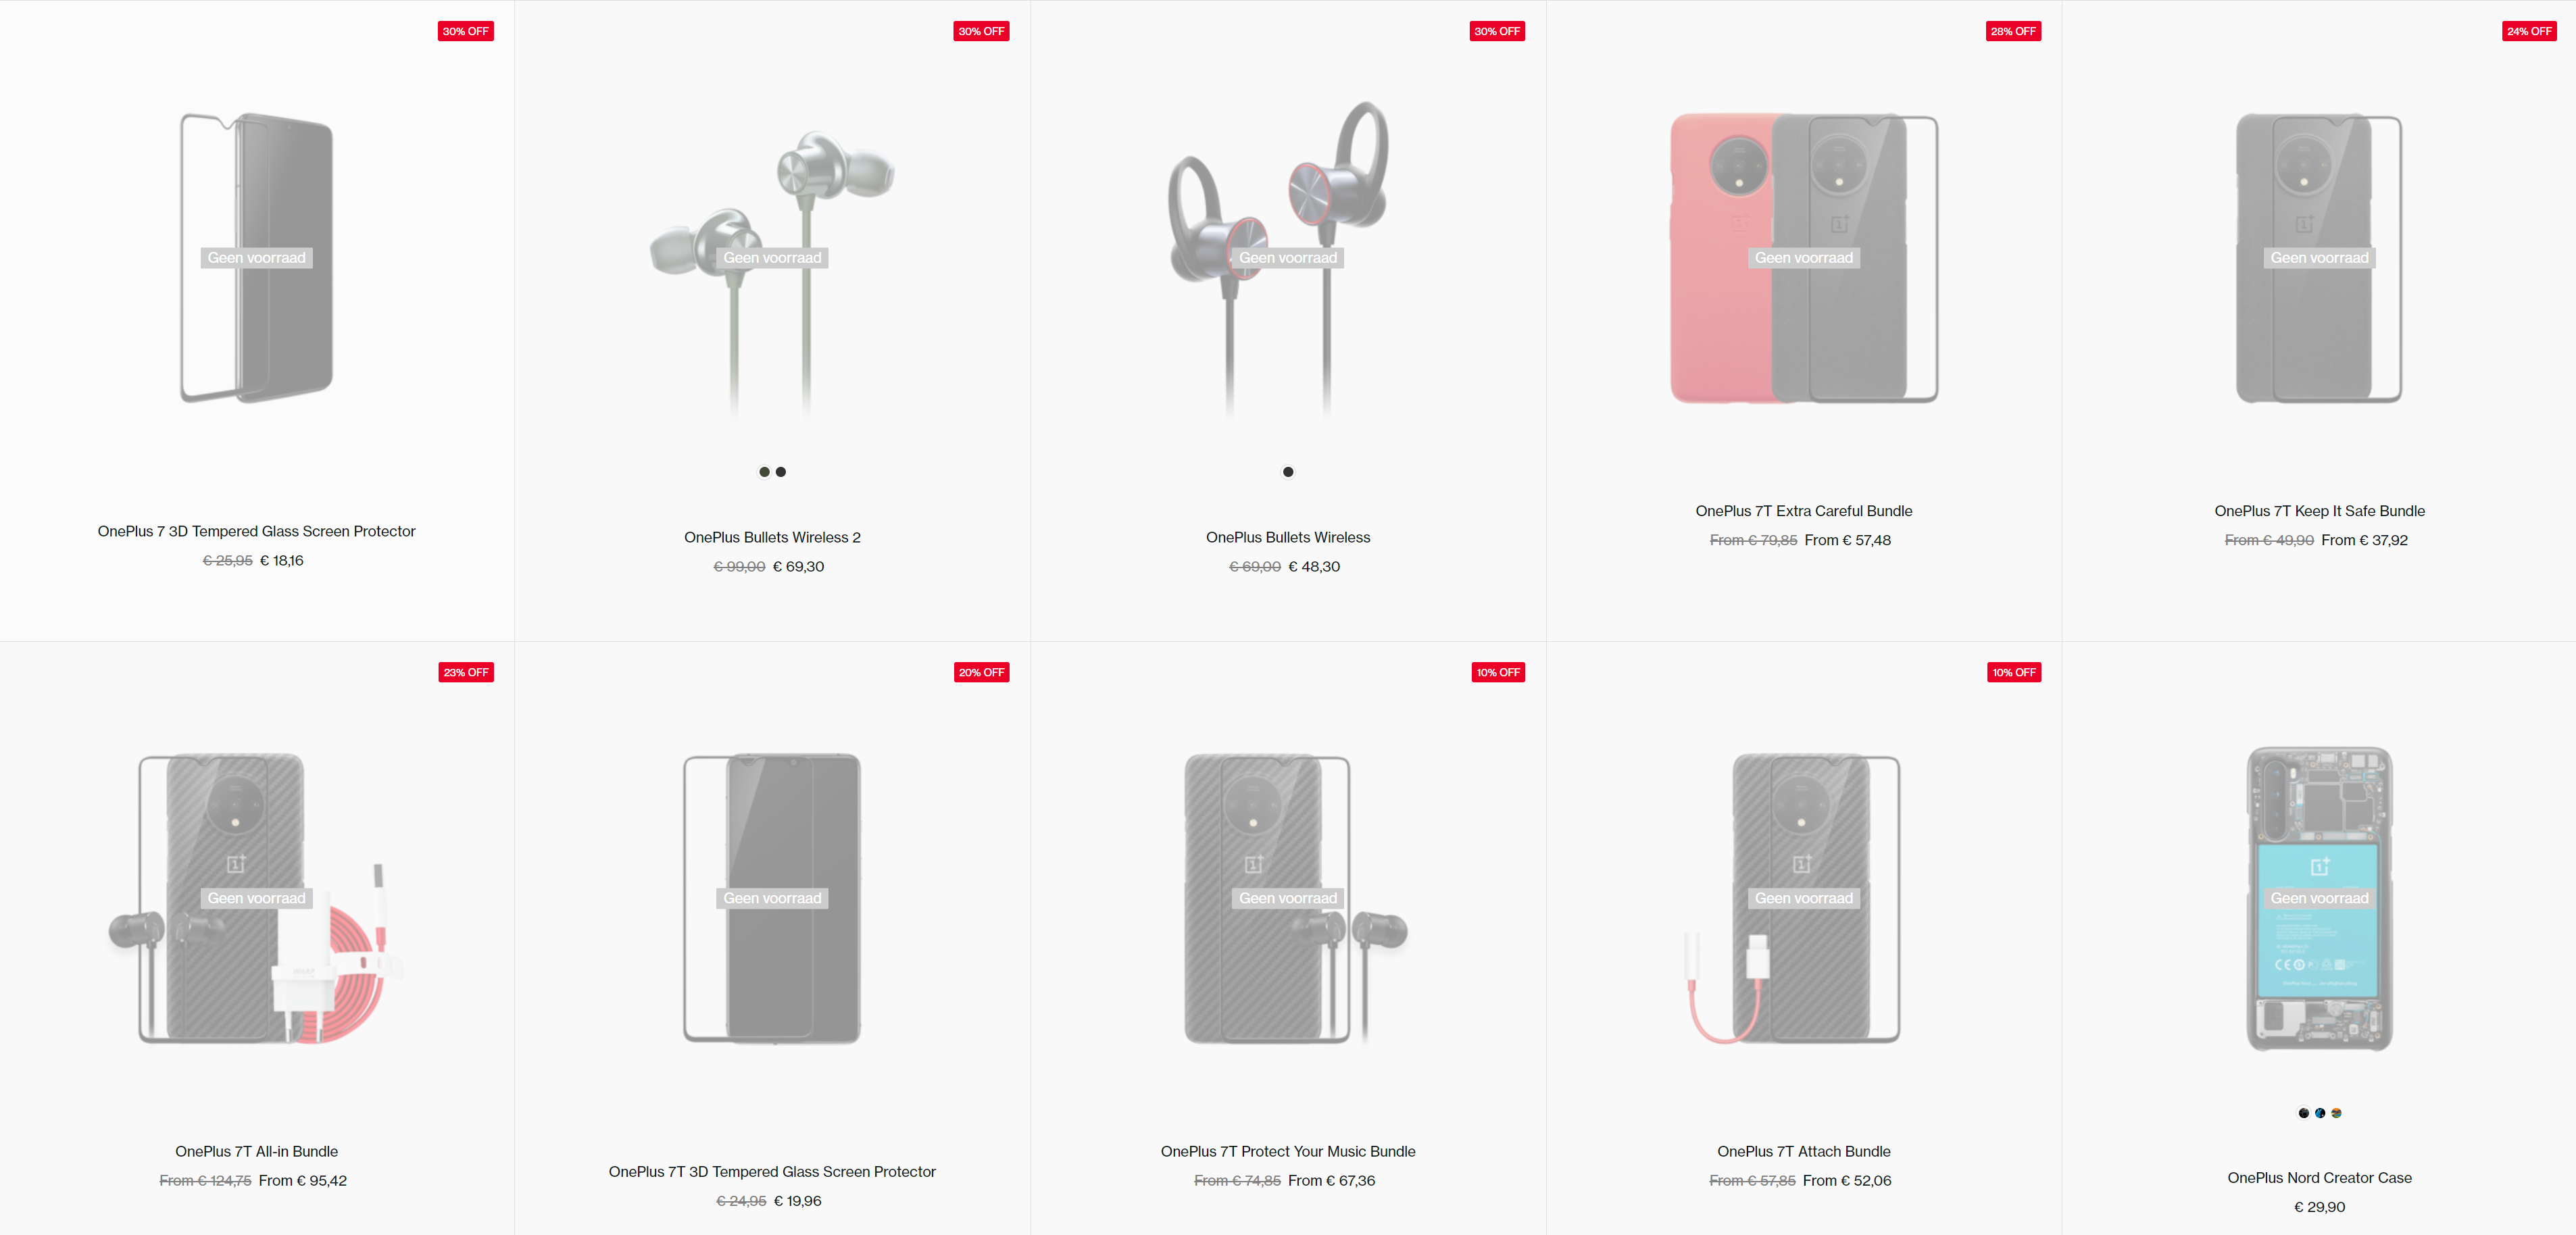 30% OFF
Geen voorraad
OnePlus 7 3D Tempered Glass Screen Protector
€ 25,95 € 18,16
30% OFF
Geen voorraad
OnePlus Bullets Wireless 2
€ 99,00 € 69,30
30% OFF
Geen voorraad
OnePlus Bullets Wireless
€ 69,00 € 48,30
28% OFF
Geen voorraad
OnePlus 7T Extra Careful Bundle
From € 79,85 From € 57,48
24% OFF
Geen voorraad
OnePlus 7T Keep It Safe Bundle
From € 49,90 From € 37,92
23% OFF
Geen voorraad
OnePlus 7T All-in Bundle
From € 124,75 From € 95,42
20% OFF
Geen voorraad
OnePlus 7T 3D Tempered Glass Screen Protector
€ 24,95 € 19,96
10% OFF
Geen voorraad
OnePlus 7T Protect Your Music Bundle
From € 74,85 From € 67,36
10% OFF
Geen voorraad
OnePlus 7T Attach Bundle
From € 57,85 From € 52,06
Geen voorraad
OnePlus Nord Creator Case
€ 29,90